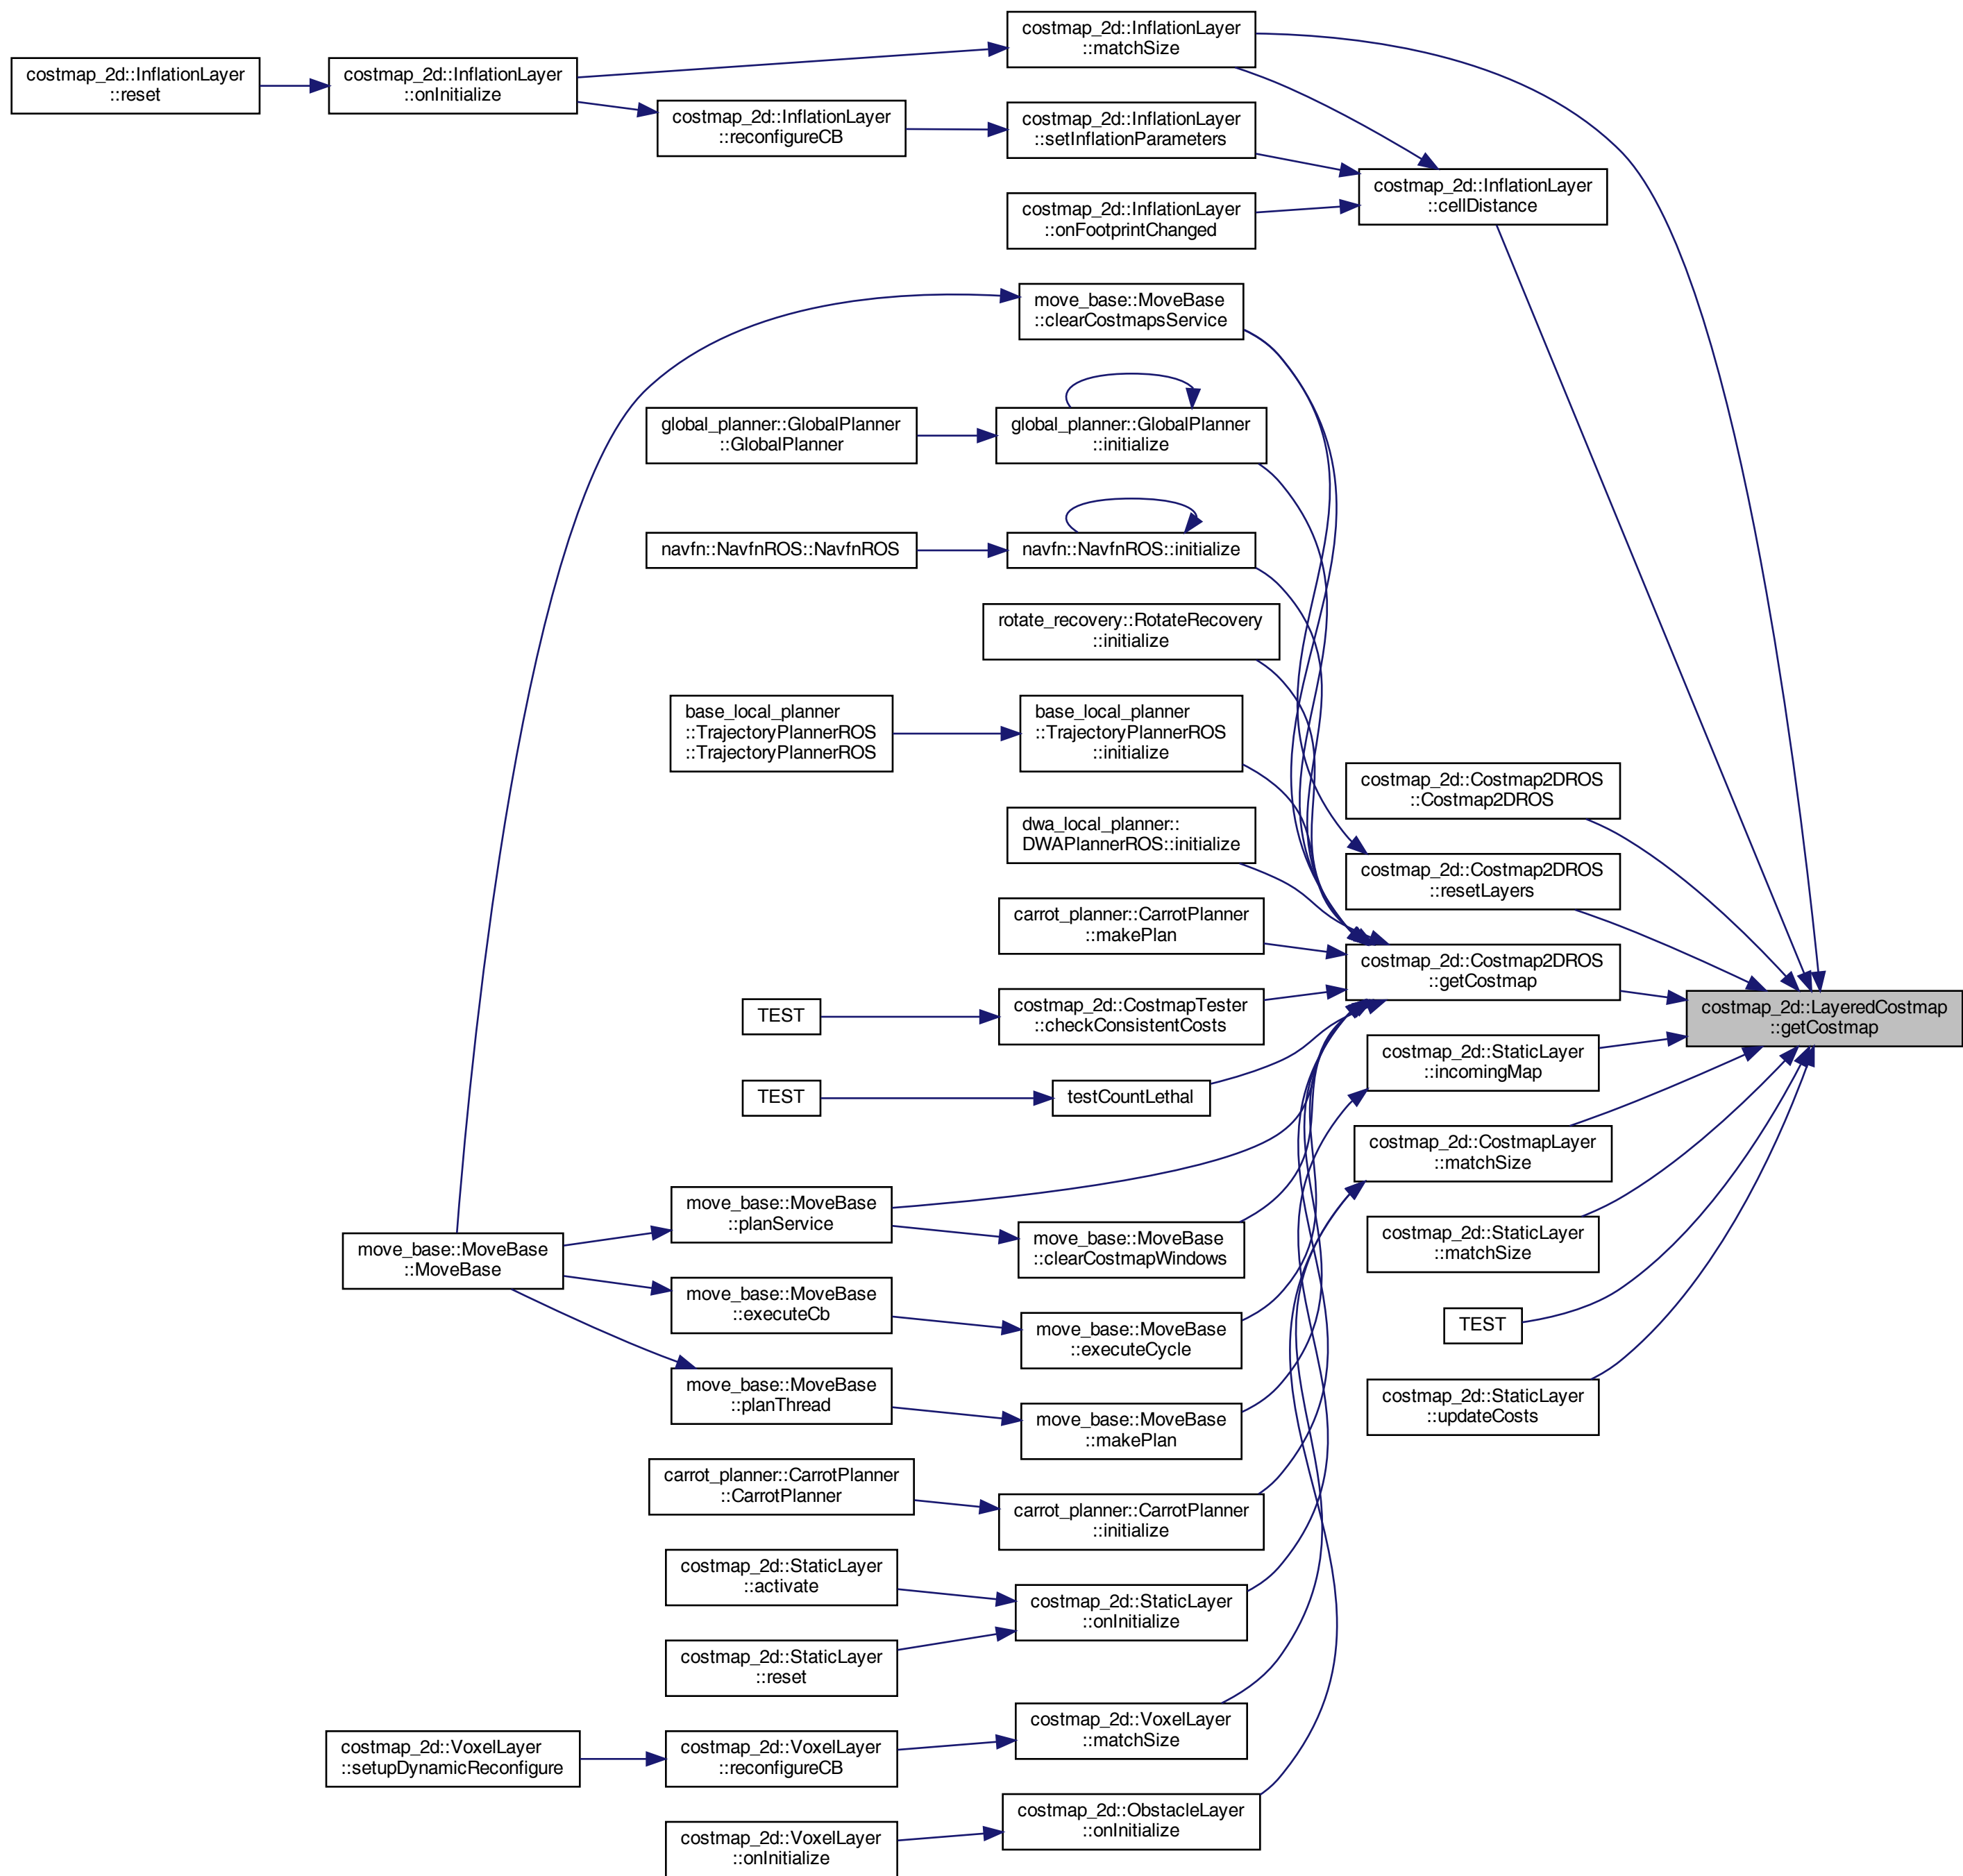 costmap_2d::InflationLayer
::reset
costmap_2d::InflationLayer
::onInitialize
costmap_2d::InflationLayer
::matchSize
costmap_2d::InflationLayer
::reconfigureCB
costmap_2d::InflationLayer
::setInflationParameters
costmap_2d::InflationLayer
::onFootprintChanged
costmap_2d::InflationLayer
::cellDistance
move_base::MoveBase
::clearCostmapsService
global_planner::GlobalPlanner
::GlobalPlanner
global_planner::GlobalPlanner
::initialize
navfn::NavfnROS::NavfnROS
navfn::NavfnROS::initialize
rotate_recovery::RotateRecovery
::initialize
base_local_planner
::TrajectoryPlannerROS
::TrajectoryPlannerROS
base_local_planner
::TrajectoryPlannerROS
::initialize
costmap_2d::Costmap2DROS
::Costmap2DROS
dwa_local_planner::
DWAPlannerROS::initialize
costmap_2d::Costmap2DROS
::resetLayers
carrot_planner::CarrotPlanner
::makePlan
costmap_2d::Costmap2DROS
::getCostmap
costmap_2d::LayeredCostmap
::getCostmap
TEST
costmap_2d::CostmapTester
::checkConsistentCosts
costmap_2d::StaticLayer
::incomingMap
TEST
testCountLethal
costmap_2d::CostmapLayer
::matchSize
move_base::MoveBase
::planService
move_base::MoveBase
::clearCostmapWindows
costmap_2d::StaticLayer
::matchSize
move_base::MoveBase
::MoveBase
move_base::MoveBase
::executeCb
move_base::MoveBase
::executeCycle
TEST
move_base::MoveBase
::planThread
move_base::MoveBase
::makePlan
costmap_2d::StaticLayer
::updateCosts
carrot_planner::CarrotPlanner
::CarrotPlanner
carrot_planner::CarrotPlanner
::initialize
costmap_2d::StaticLayer
::activate
costmap_2d::StaticLayer
::onInitialize
costmap_2d::StaticLayer
::reset
costmap_2d::VoxelLayer
::matchSize
costmap_2d::VoxelLayer
::setupDynamicReconfigure
costmap_2d::VoxelLayer
::reconfigureCB
costmap_2d::ObstacleLayer
::onInitialize
costmap_2d::VoxelLayer
::onInitialize